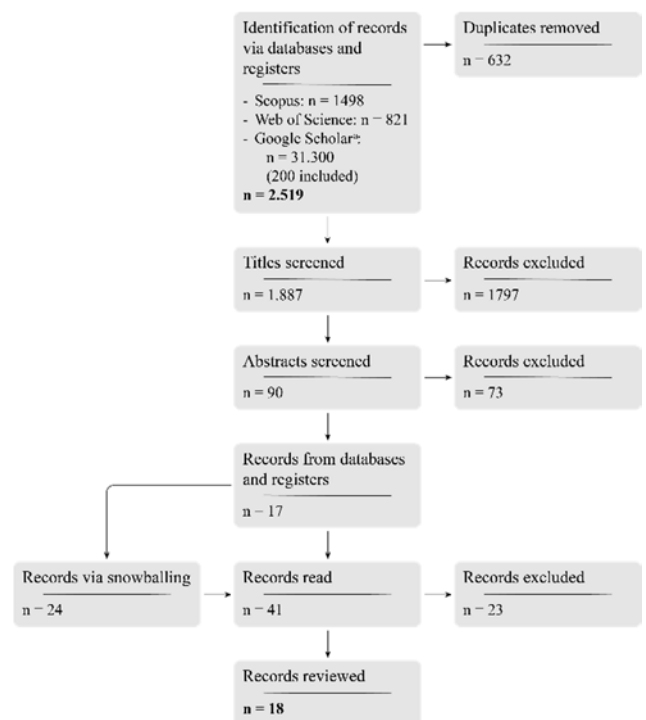 Identification of records
via databases and
registers
- Scopus: n = 1498
- Web of Science: n = 821
- Google Scholar*:
n = 31.300
(200 included)
n = 2.519
Duplicates removed
n = 632
Titles screened
n = 1.887
Records excluded
n = 1797
Abstracts screened
n = 90
Records excluded
n = 73
Records from databases
and registers
n = 17
Records via snowballing
n = 24
Records read
n = 41
Records excluded
n = 23
Records reviewed
n = 18